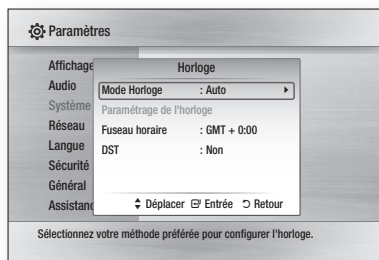 Paramètres
Affichage
Audio
Système
Réseau
Langue
Sécurité
Général
Assistanc
Horloge
Mode Horloge : Auto
Paramétrage de l'horloge
Fuseau horaire : GMT + 0:00
DST : Non
Déplacer Entrée Retour
Sélectionnez votre méthode préférée pour configurer l'horloge.